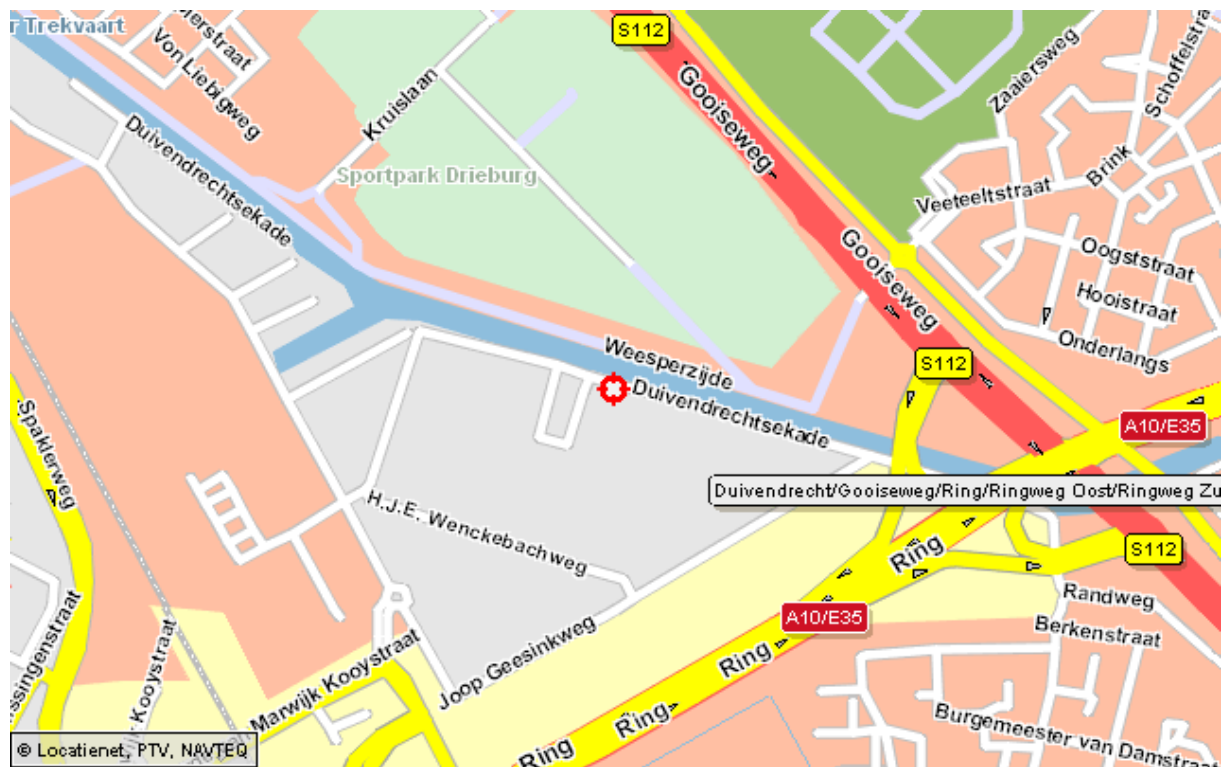 r Trekvaart
erstraat
Von Liebigweg
S112
Gooiseweg
Kruislaan
Zaaiersweg
Schoffelstra
Duivendrechtsekade
Sportpark Drieburg
Brink
Veeteeltstraat
Oogststraat
Gooiseweg
Hooistraat
Onderlangs
Weesperzijde
S112
Duivendrechtsekade
A10/E35
Spaklerweg
Duivendrecht/Gooiseweg/Ring/Ringweg Oost/Ringweg Zu
H.J.E. Wenckebachweg
Ring
S112
Randweg
A10/E35
Berkenstraat
ssingenstraat
k Kooystraat
Marwijk Kooystraat
Joop Geesinkweg
Ring
Ring
Burgemeester van Damstraat
Ring
© Locatienet, PTV, NAVTEQ